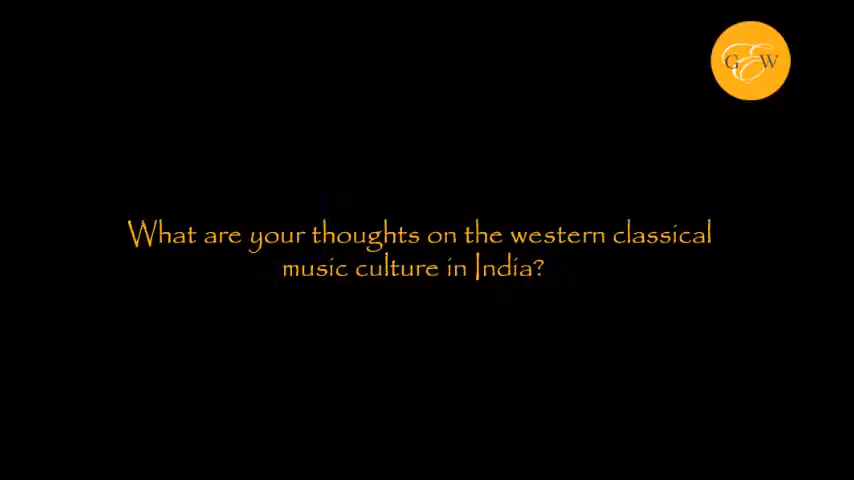 GEW
What are your thoughts on the western classical
music culture in India?